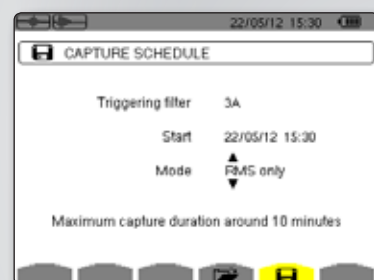 22/05/12 15:30
CAPTURE SCHEDULE
Triggering filter 3A
Start 22/05/12 15:30
Mode RMS only
Maximum capture duration around 10 minutes